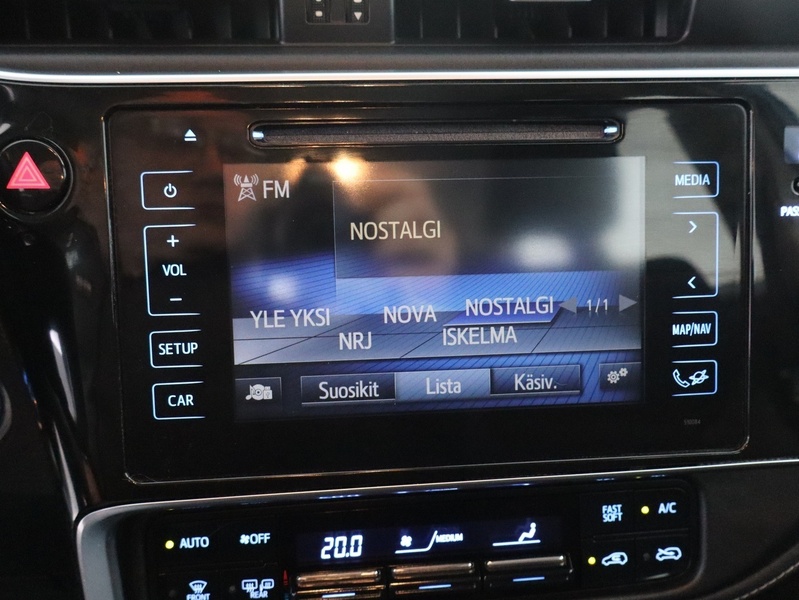 FM
MEDIA
NOSTALGI
+
VOL
−
YLE YKSI NOVA NOSTALGI 1/1
NRJ ISKELMA
MAP/NAV
SETUP
Suosikit Lista Käsiv.
CAR
AUTO OFF 20.0 MEDIUM
FAST SOFT A/C
FRONT REAR